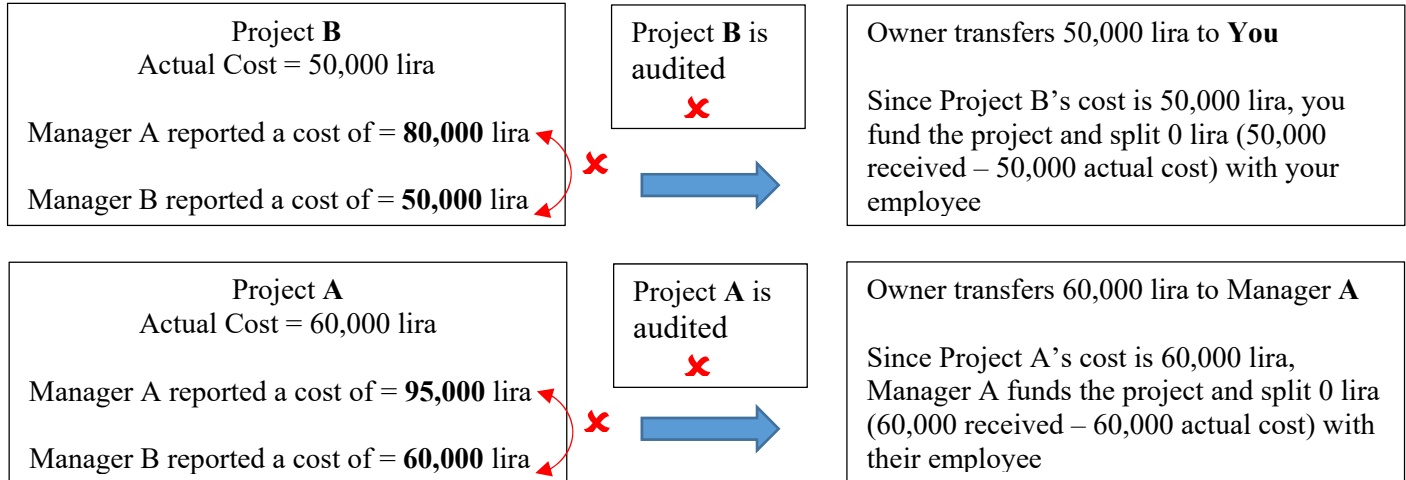 Project B
Actual Cost = 50,000 lira
Manager A reported a cost of = 80,000 lira
Manager B reported a cost of = 50,000 lira
Project B is
audited
Owner transfers 50,000 lira to You
Since Project B’s cost is 50,000 lira, you
fund the project and split 0 lira (50,000
received – 50,000 actual cost) with your
employee
Project A
Actual Cost = 60,000 lira
Manager A reported a cost of = 95,000 lira
Manager B reported a cost of = 60,000 lira
Project A is
audited
Owner transfers 60,000 lira to Manager A
Since Project A’s cost is 60,000 lira,
Manager A funds the project and split 0 lira
(60,000 received – 60,000 actual cost) with
their employee